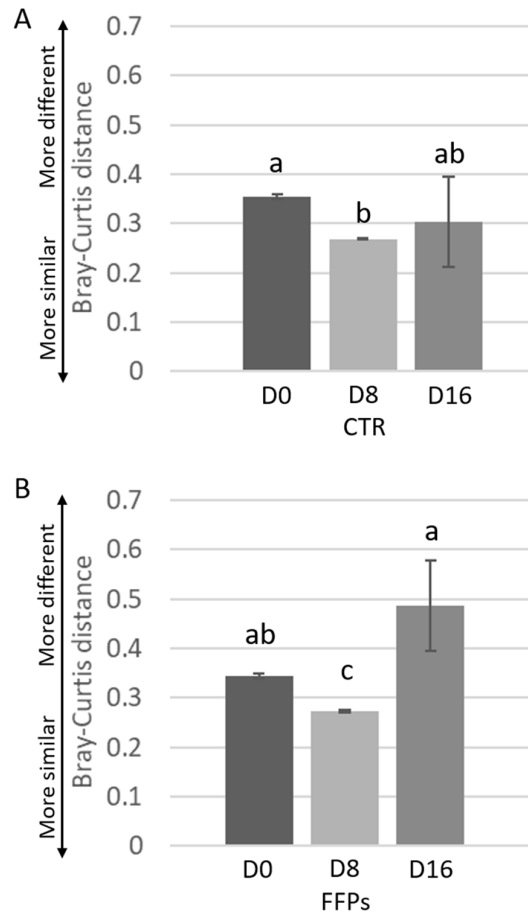 A
More different
More similar
Bray-Curtis distance
0.7
0.6
0.5
0.4
0.3
0.2
0.1
0
a
b
ab
D0 D8 D16
CTR
B
More different
More similar
Bray-Curtis distance
0.7
0.6
0.5
0.4
0.3
0.2
0.1
0
ab
c
a
D0 D8 D16
FFPs